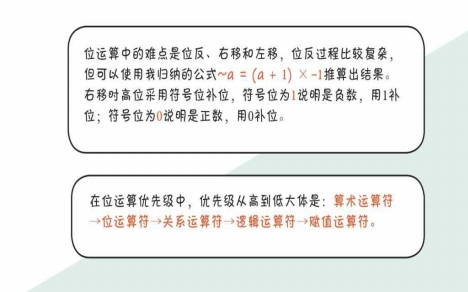 位运算中的难点是位反、右移和左移，位反过程比较复杂，
但可以使用我归纳的公式~a = (a + 1) ×-1推算出结果。
右移时高位采用符号位补位，符号位为1说明是负数，用1补
位；符号位为0说明是正数，用0补位。
在位运算优先级中，优先级从高到低大体是：算术运算符
→位运算符→关系运算符→逻辑运算符→赋值运算符。